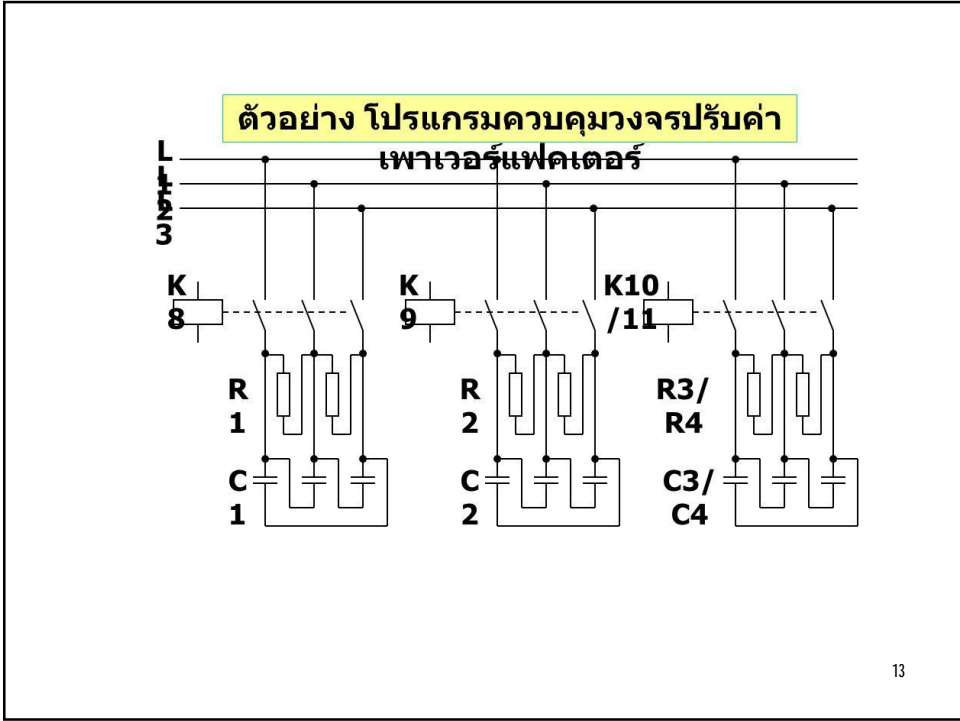 ตัวอย่าง โปรแกรมควบคุมวงจรปรับค่า
เพาเวอร์แฟคเตอร์
L
1
L
2
L
3
K
8
K
9
K10
/11
R
1
R
2
R3/
R4
C
1
C
2
C3/
C4
13